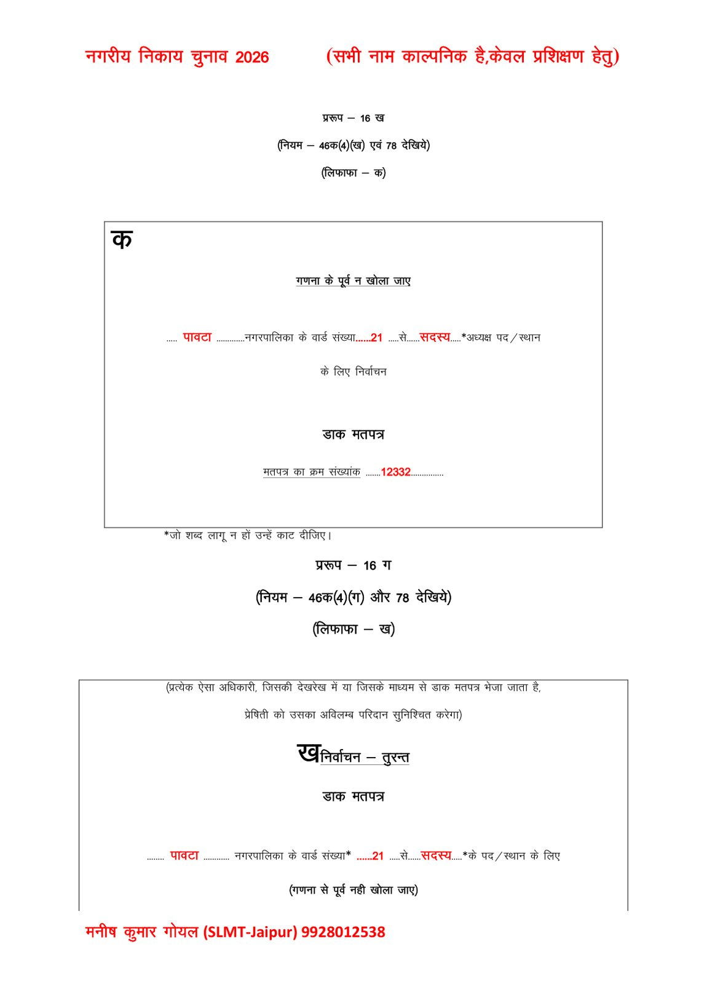 नगरीय निकाय चुनाव 2026 (सभी नाम काल्पनिक है,केवल प्रशिक्षण हेतु)
प्ररूप – 16 ख
(नियम – 46क(4)(ख) एवं 78 देखिये)
(लिफाफा – क)
क
गणना के पूर्व न खोला जाए
..... पावटा .............नगरपालिका के वार्ड संख्या......21 .....से......सदस्य.....*अध्यक्ष पद/स्थान
के लिए निर्वाचन
डाक मतपत्र
मतपत्र का क्रम संख्यांक .......12332...............
*जो शब्द लागू न हों उन्हें काट दीजिए।
प्ररूप – 16 ग
(नियम – 46क(4)(ग) और 78 देखिये)
(लिफाफा – ख)
(प्रत्येक ऐसा अधिकारी, जिसकी देखरेख में या जिसके माध्यम से डाक मतपत्र भेजा जाता है,
प्रेषिती को उसका अविलम्ब परिदान सुनिश्चित करेगा)
खनिर्वाचन – तुरन्त
डाक मतपत्र
........ पावटा ............ नगरपालिका के वार्ड संख्या* ......21 .....से......सदस्य.....*के पद/स्थान के लिए
(गणना से पूर्व नही खोला जाए)
मनीष कुमार गोयल (SLMT-Jaipur) 9928012538